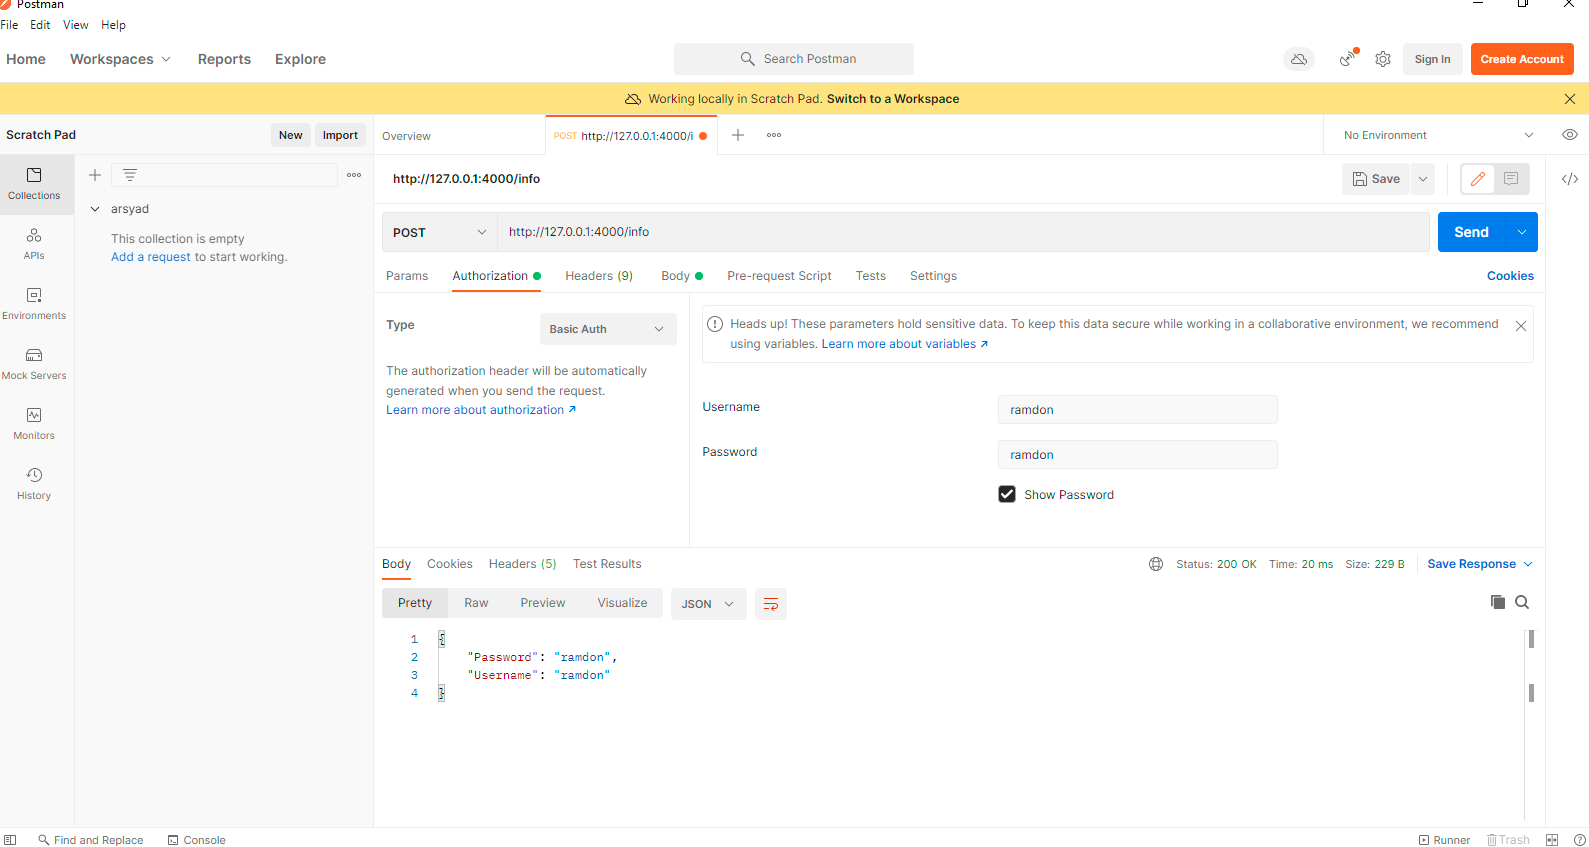 Postman
File Edit View Help
Home Workspaces Reports Explore
Search Postman
Sign In
Create Account
Working locally in Scratch Pad. Switch to a Workspace
Scratch Pad
New
Import
Overview
POST http://127.0.0.1:4000/i
No Environment
Collections
APIs
Environments
Mock Servers
Monitors
History
arsyad
This collection is empty
Add a request to start working.
http://127.0.0.1:4000/info
Save
POST
http://127.0.0.1:4000/info
Send
Params Authorization Headers (9) Body Pre-request Script Tests Settings
Cookies
Type
Basic Auth
The authorization header will be automatically
generated when you send the request.
Learn more about authorization
Heads up! These parameters hold sensitive data. To keep this data secure while working in a collaborative environment, we recommend
using variables. Learn more about variables
Username
ramdon
Password
ramdon
Show Password
Body Cookies Headers (5) Test Results
Status: 200 OK Time: 20 ms Size: 229 B
Save Response
Pretty Raw Preview Visualize
JSON
1 {
2 "Password": "ramdon",
3 "Username": "ramdon"
4 }
Find and Replace Console
Runner Trash